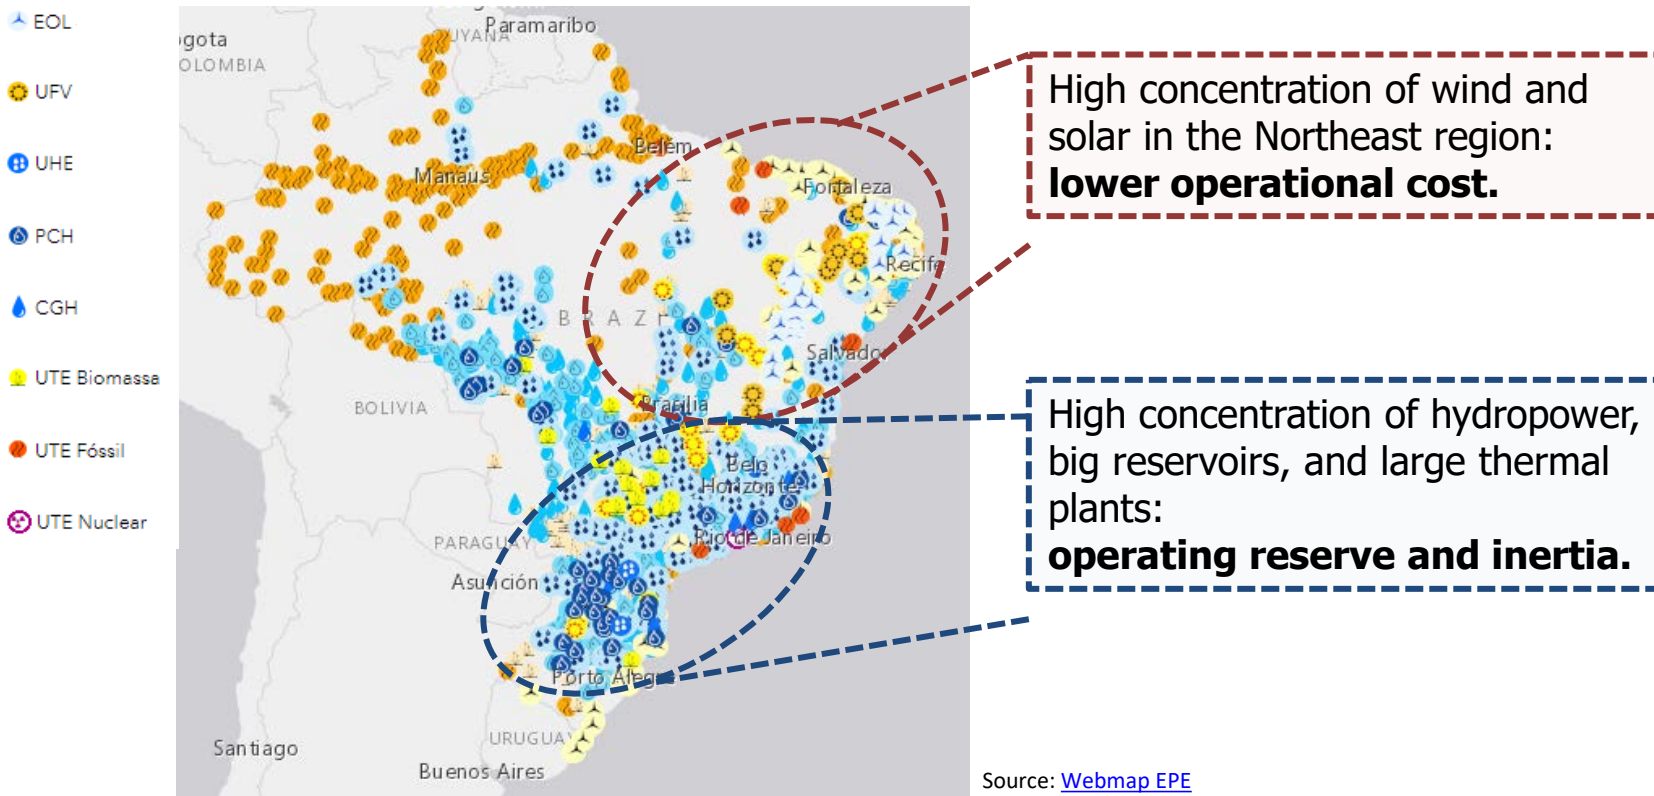 EOL
UFV
UHE
PCH
CGH
UTE Biomassa
UTE Fóssil
UTE Nuclear
Paramaribo
UYANA
gota
OLOMBIA
Belém
Manaus
Fortaleza
Recife
B R A Z I
Salvador
Brasília
BOLIVIA
Belo
Horizonte
PARAGUAY
Rio de Janeiro
Asunción
Porto Alegre
URUGUAY
Santiago
Buenos Aires
High concentration of wind and
solar in the Northeast region:
lower operational cost.
High concentration of hydropower,
big reservoirs, and large thermal
plants:
operating reserve and inertia.
Source: Webmap EPE